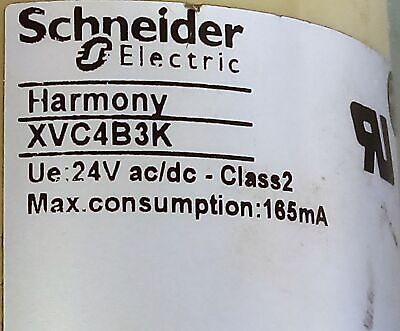 Schneider
Electric
Harmony
XVC4B3K
Ue:24V ac/dc - Class2
Max.consumption:165mA